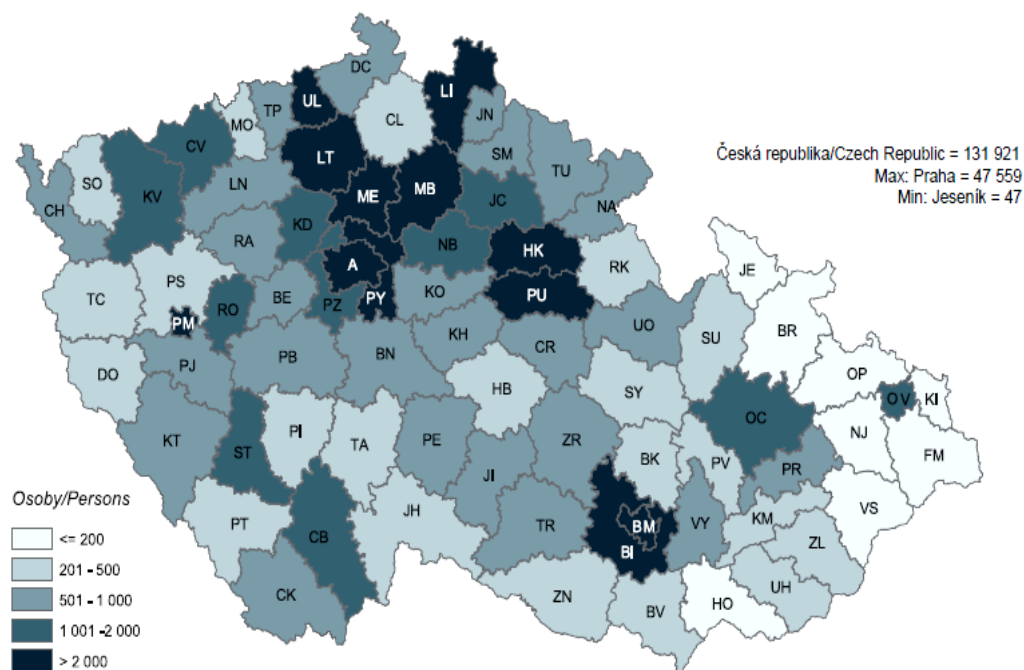 DC
LI
UL
TP
MO
CL
JN
CV
LT
SM
TU
Česká republika/Czech Republic = 131 921
Max: Praha = 47 559
Min: Jeseník = 47
SO
KV
LN
ME
MB
JC
NA
CH
KD
RA
NB
HK
RK
JE
A
PS
TC
RO
BE
PZ
PY
KO
PU
BR
PM
UO
SU
KH
CR
PJ
PB
BN
OP
DO
HB
SY
OV
KI
OC
NJ
FM
KT
ST
PI
TA
PE
ZR
BK
PV
PR
JI
Osoby/Persons
<= 200
201 – 500
501 – 1 000
1 001 –2 000
> 2 000
PT
CB
JH
TR
BM
BI
VY
KM
VS
ZL
UH
CK
ZN
BV
HO